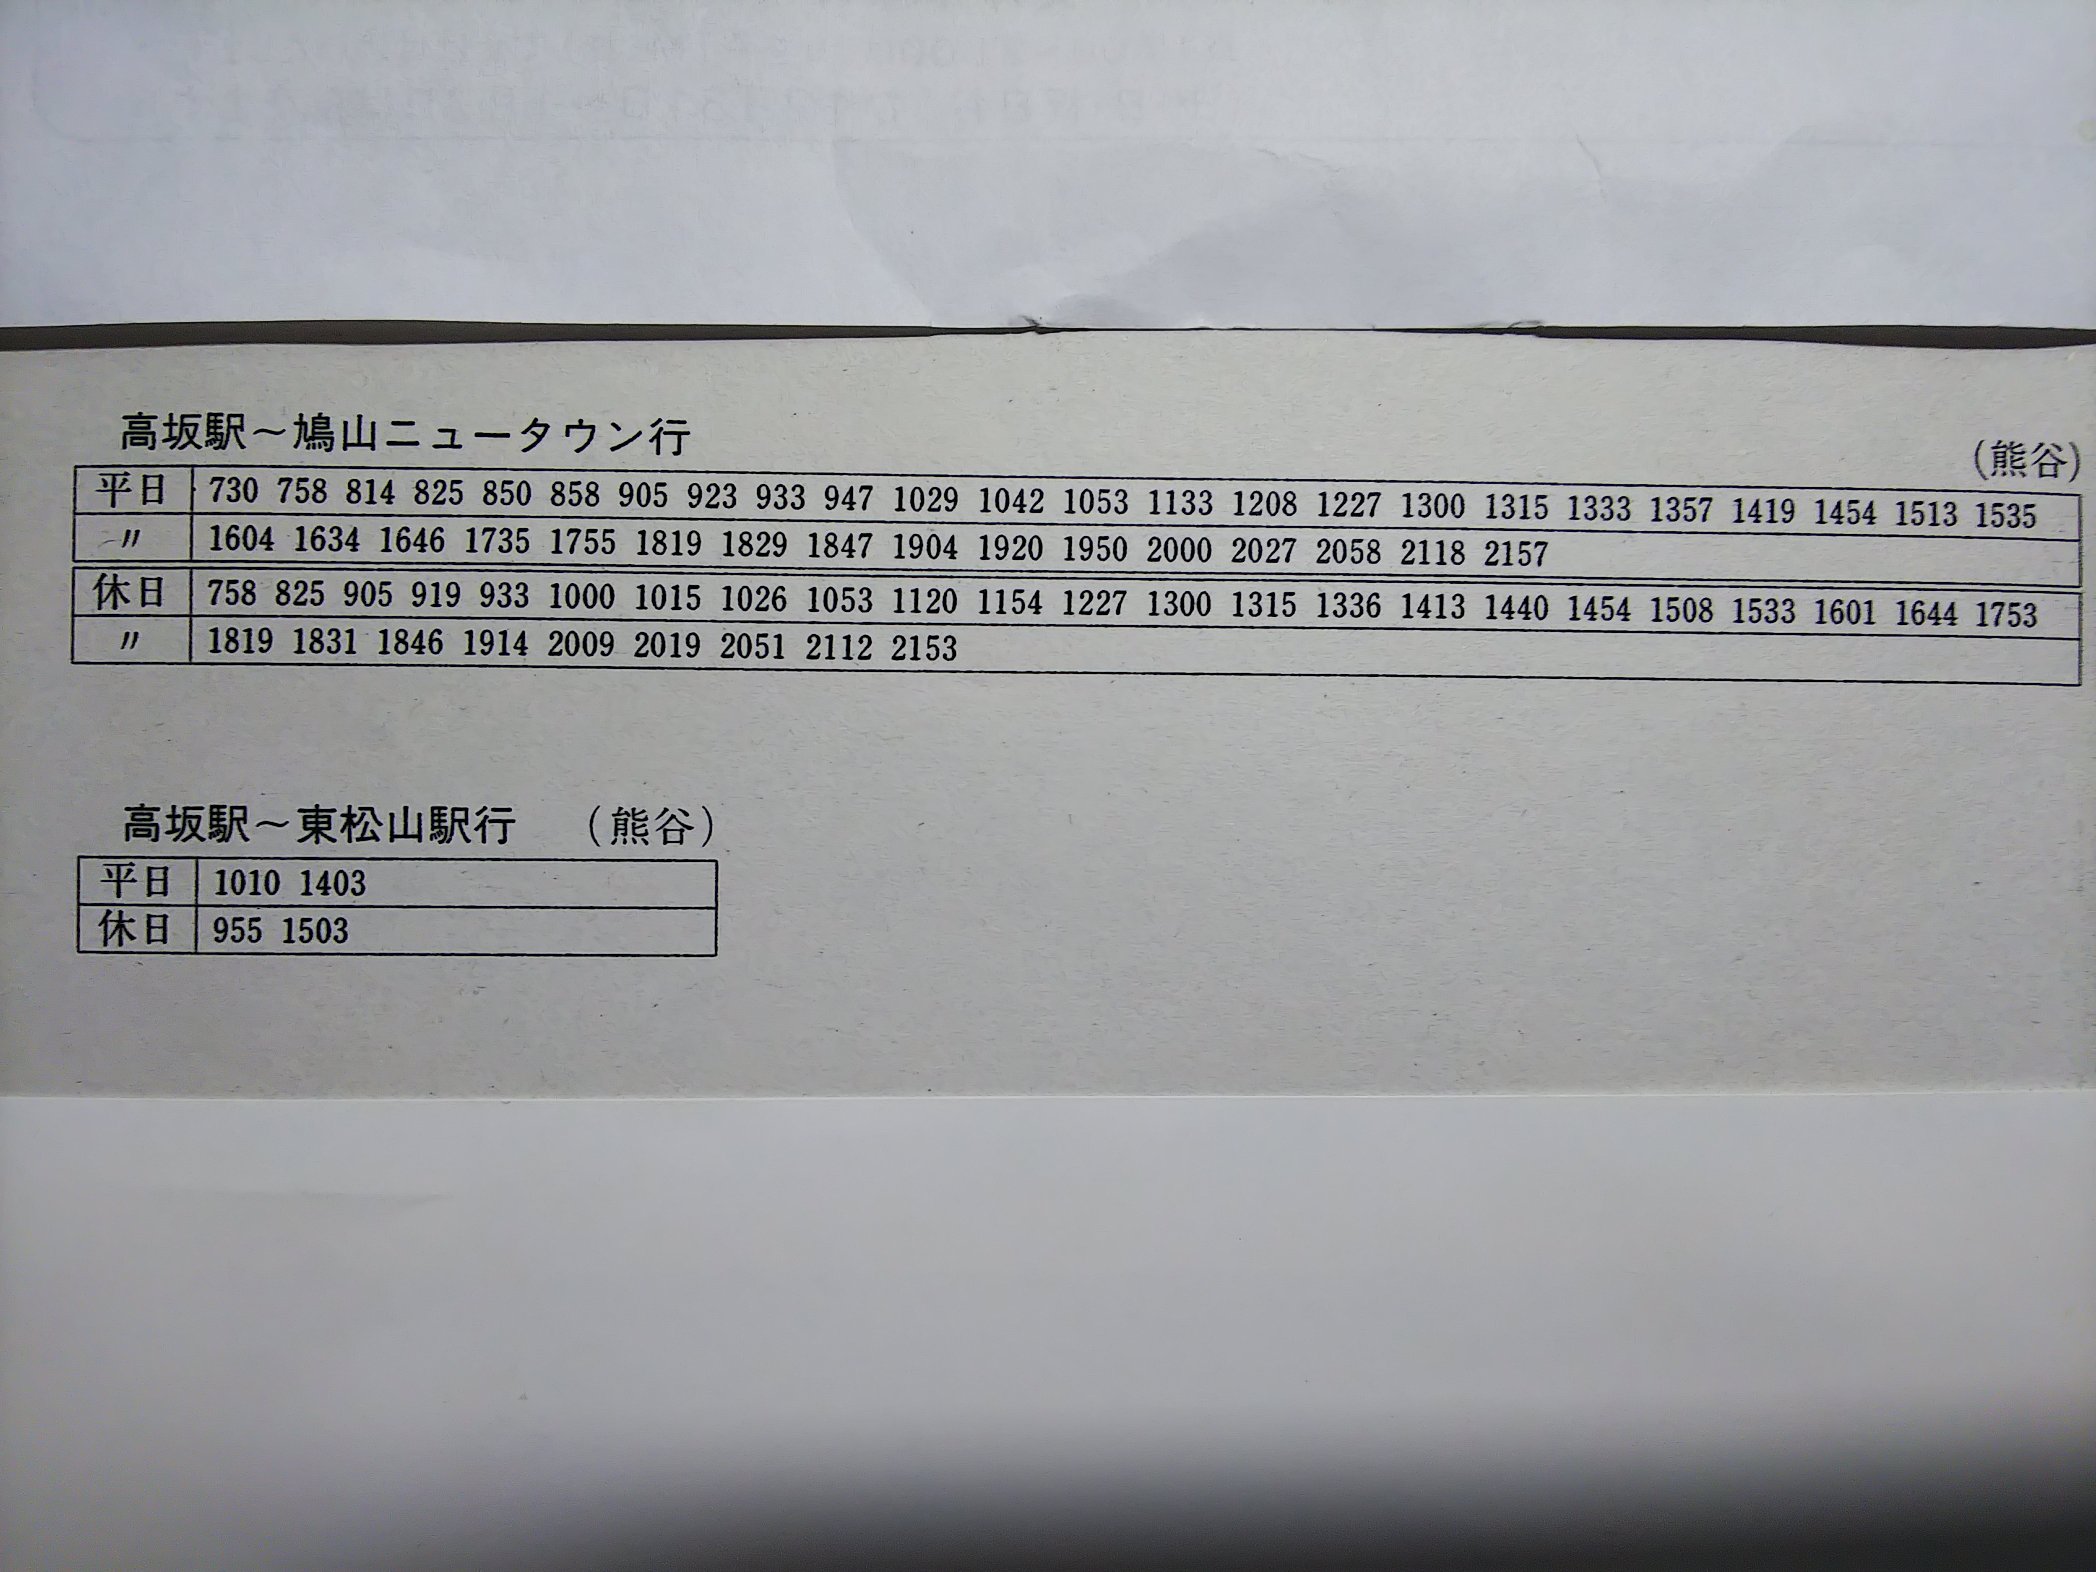 高坂駅～鳩山ニュータウン行 (熊谷)
平日 730 758 814 825 850 858 905 923 933 947 1029 1042 1053 1133 1208 1227 1300 1315 1333 1357 1419 1454 1513 1535
〃 1604 1634 1646 1735 1755 1819 1829 1847 1904 1920 1950 2000 2027 2058 2118 2157
休日 758 825 905 919 933 1000 1015 1026 1053 1120 1154 1227 1300 1315 1336 1413 1440 1454 1508 1533 1601 1644 1753
〃 1819 1831 1846 1914 2009 2019 2051 2112 2153
高坂駅～東松山駅行 (熊谷)
平日 1010 1403
休日 955 1503